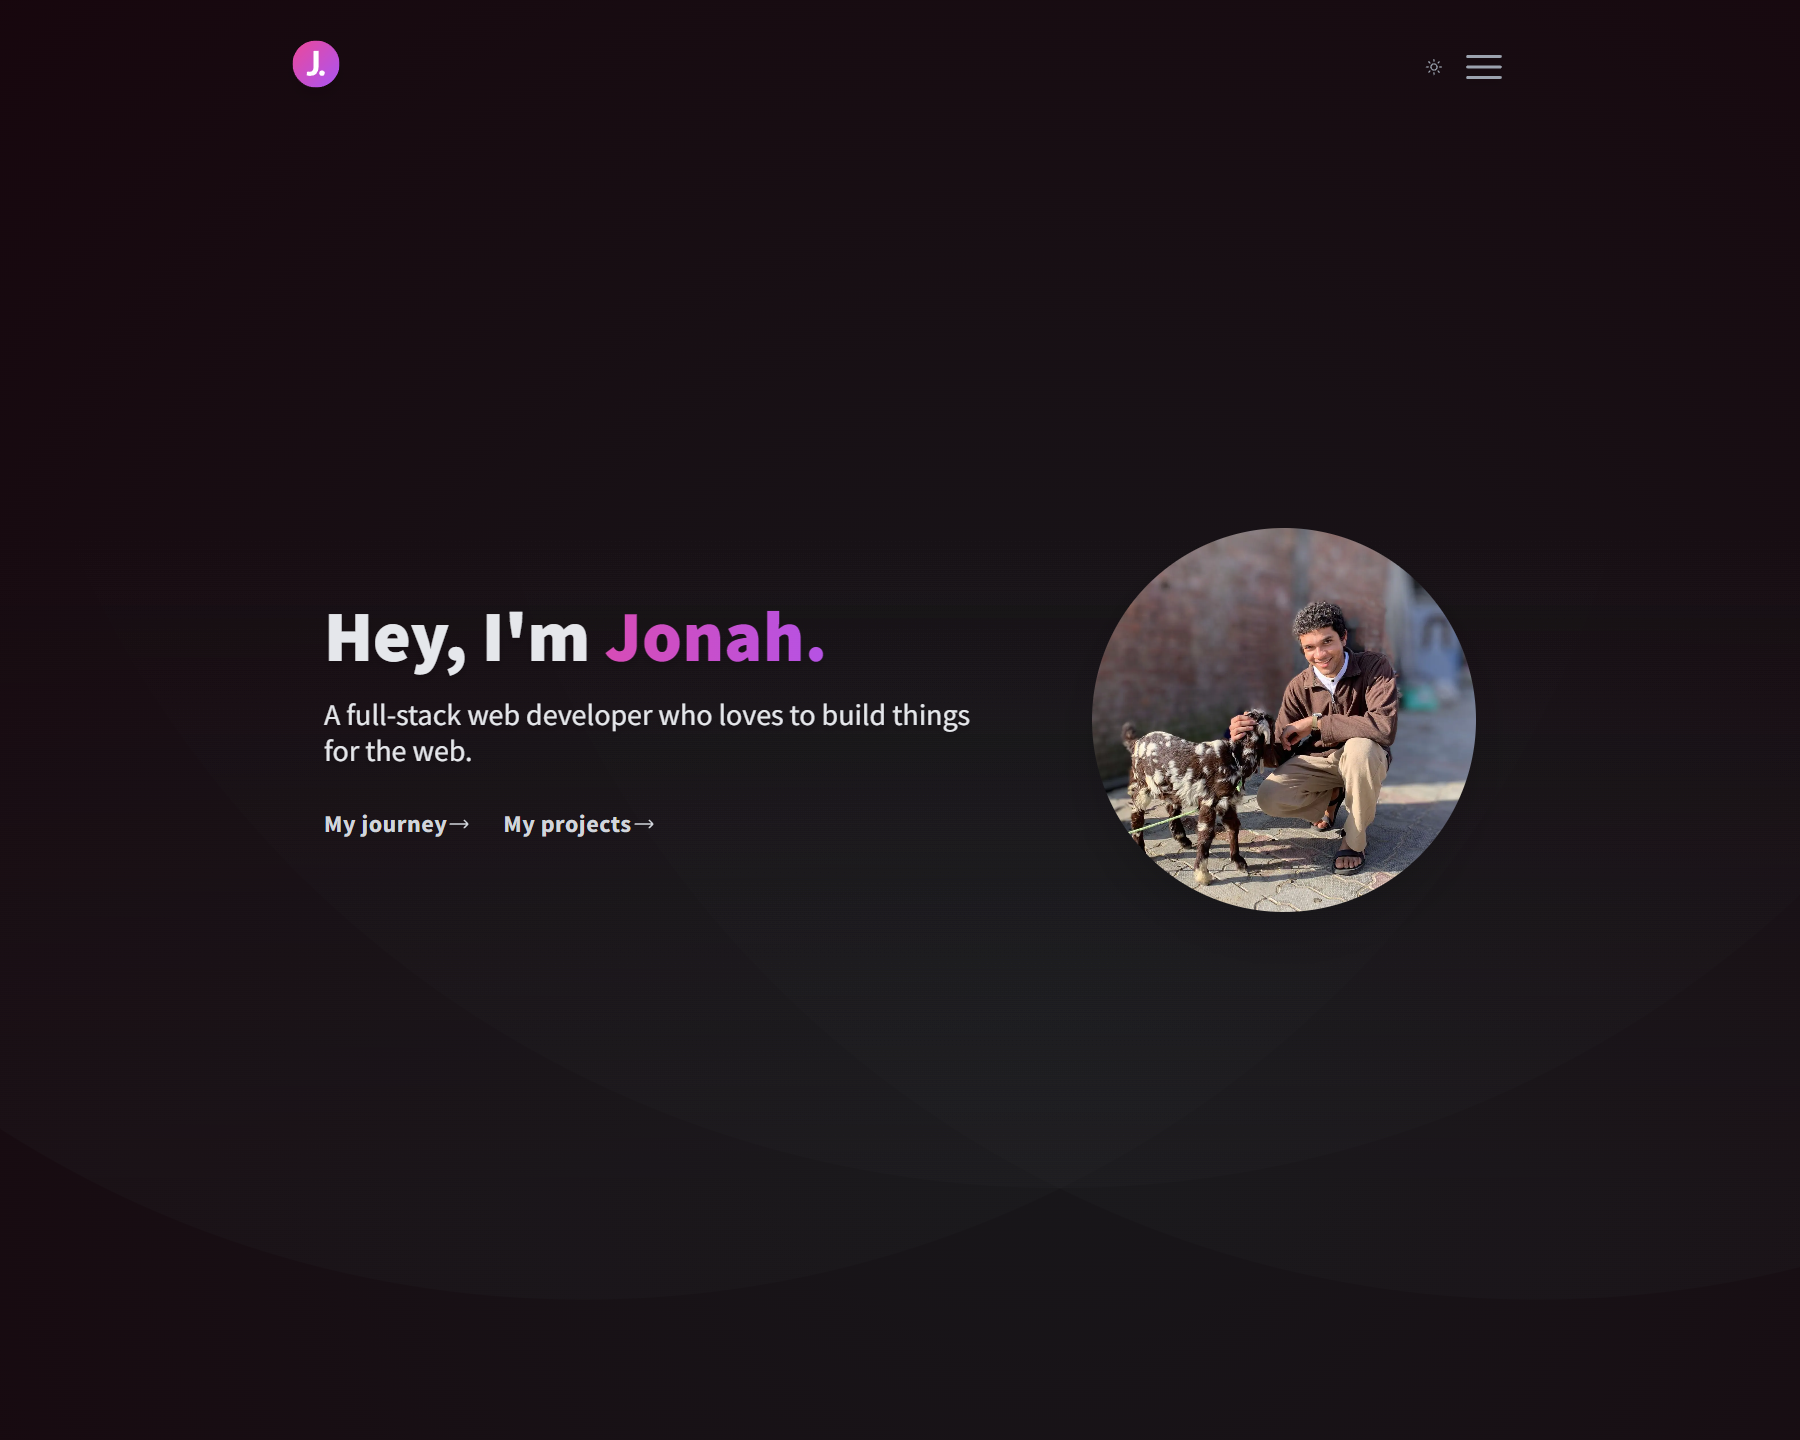 J.
Hey, I'm Jonah.
A full-stack web developer who loves to build things
for the web.
My journey→ My projects→